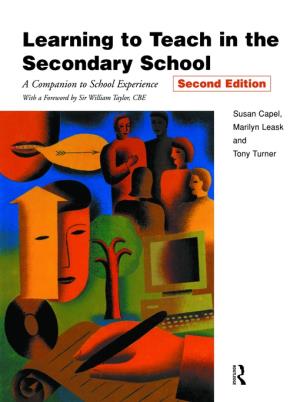 Learning to Teach in the
Secondary School
A Companion to School Experience
Second Edition
With a Foreword by Sir William Taylor, CBE
Susan Capel,
Marilyn Leask
and
Tony Turner
ROUTLEDGE